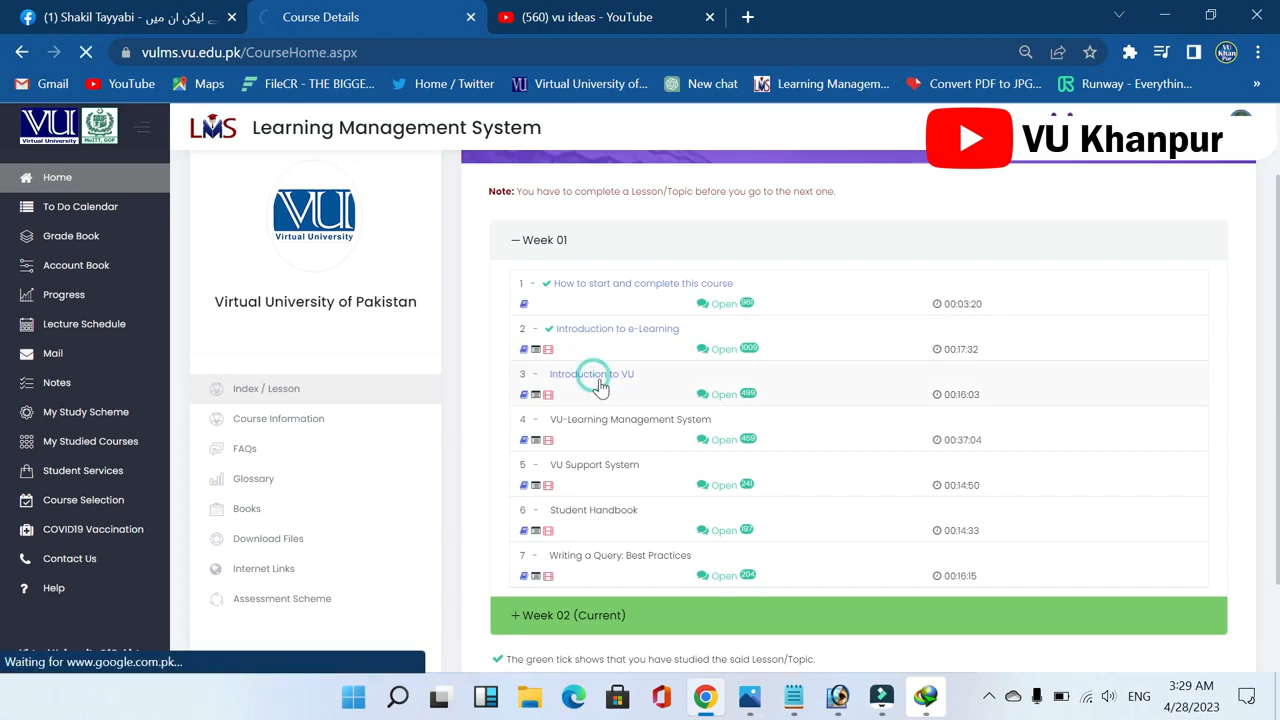 (1) Shakil Tayyabi - لیکن ان میں
Course Details
(560) vu ideas - YouTube
vulms.vu.edu.pk/CourseHome.aspx
VU Khan Pur
Gmail
YouTube
Maps
FileCR - THE BIGGE...
Home / Twitter
Virtual University of...
New chat
Learning Managem...
Convert PDF to JPG...
Runway - Everythin...
»
VU Virtual University
MoITT, GOP
LMS Learning Management System
VU Khanpur
Home
To Do Calendar
Grade Book
Account Book
Progress
Lecture Schedule
Mail
Notes
My Study Scheme
My Studied Courses
Student Services
Course Selection
COVID19 Vaccination
Contact Us
Help
Waiting for www.google.com.pk...
VU
Virtual University
Virtual University of Pakistan
Index / Lesson
Course Information
FAQs
Glossary
Books
Download Files
Internet Links
Assessment Scheme
Note: You have to complete a Lesson/Topic before you go to the next one.
— Week 01
1 - How to start and complete this course
Open 961 00:03:20
2 - Introduction to e-Learning
Open 1009 00:17:32
3 - Introduction to VU
Open 499 00:16:03
4 - VU-Learning Management System
Open 459 00:37:04
5 - VU Support System
Open 241 00:14:50
6 - Student Handbook
Open 197 00:14:33
7 - Writing a Query: Best Practices
Open 204 00:16:15
+ Week 02 (Current)
The green tick shows that you have studied the said Lesson/Topic.
ENG
3:29 AM
4/28/2023